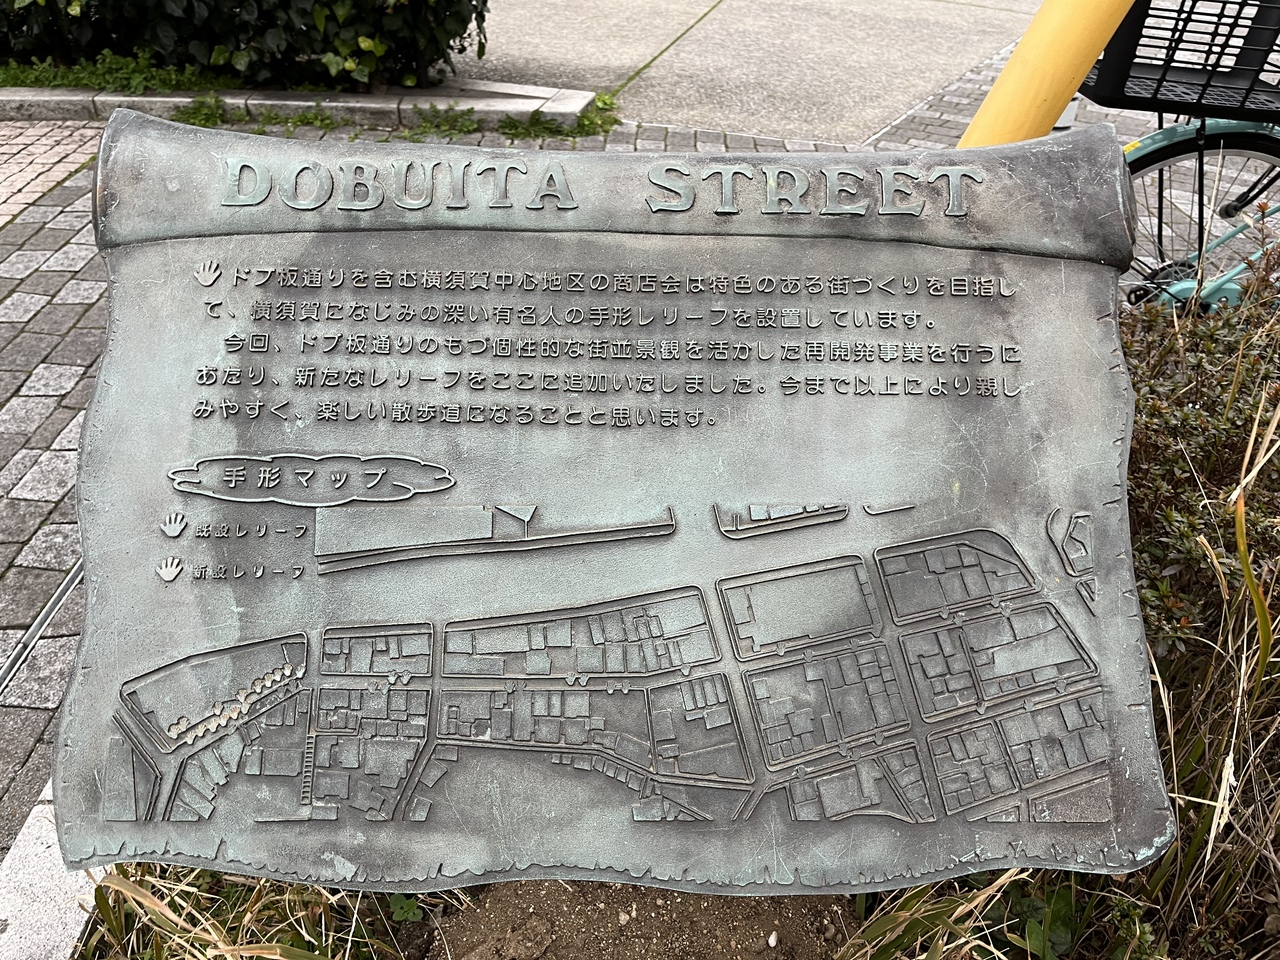 DOBUITA STREET
ドブ板通りを含む横須賀中心地区の商店会は特色のある街づくりを目指し
て、横須賀になじみの深い有名人の手形レリーフを設置しています。
今回、ドブ板通りのもつ個性的な街並景観を活かした再開発事業を行うに
あたり、新たなレリーフをここに追加いたしました。今まで以上により親し
みやすく、楽しい散歩道になることと思います。
手形マップ
既設レリーフ
新設レリーフ